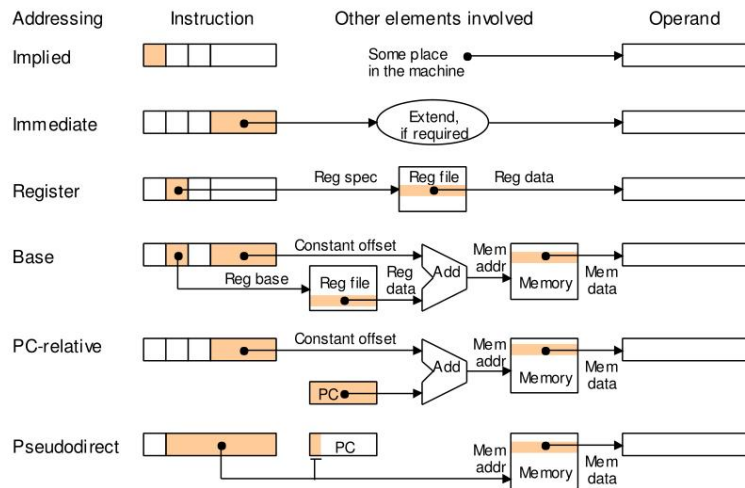 Addressing Instruction Other elements involved Operand
Implied
Some place
in the machine
Immediate
Extend,
if required
Register
Reg spec
Reg file
Reg data
Base
Constant offset
Reg base
Reg file
Reg
data
Add
Mem
addr
Memory
Mem
data
PC-relative
Constant offset
PC
Add
Mem
addr
Memory
Mem
data
Pseudodirect
PC
Mem
addr
Memory
Mem
data